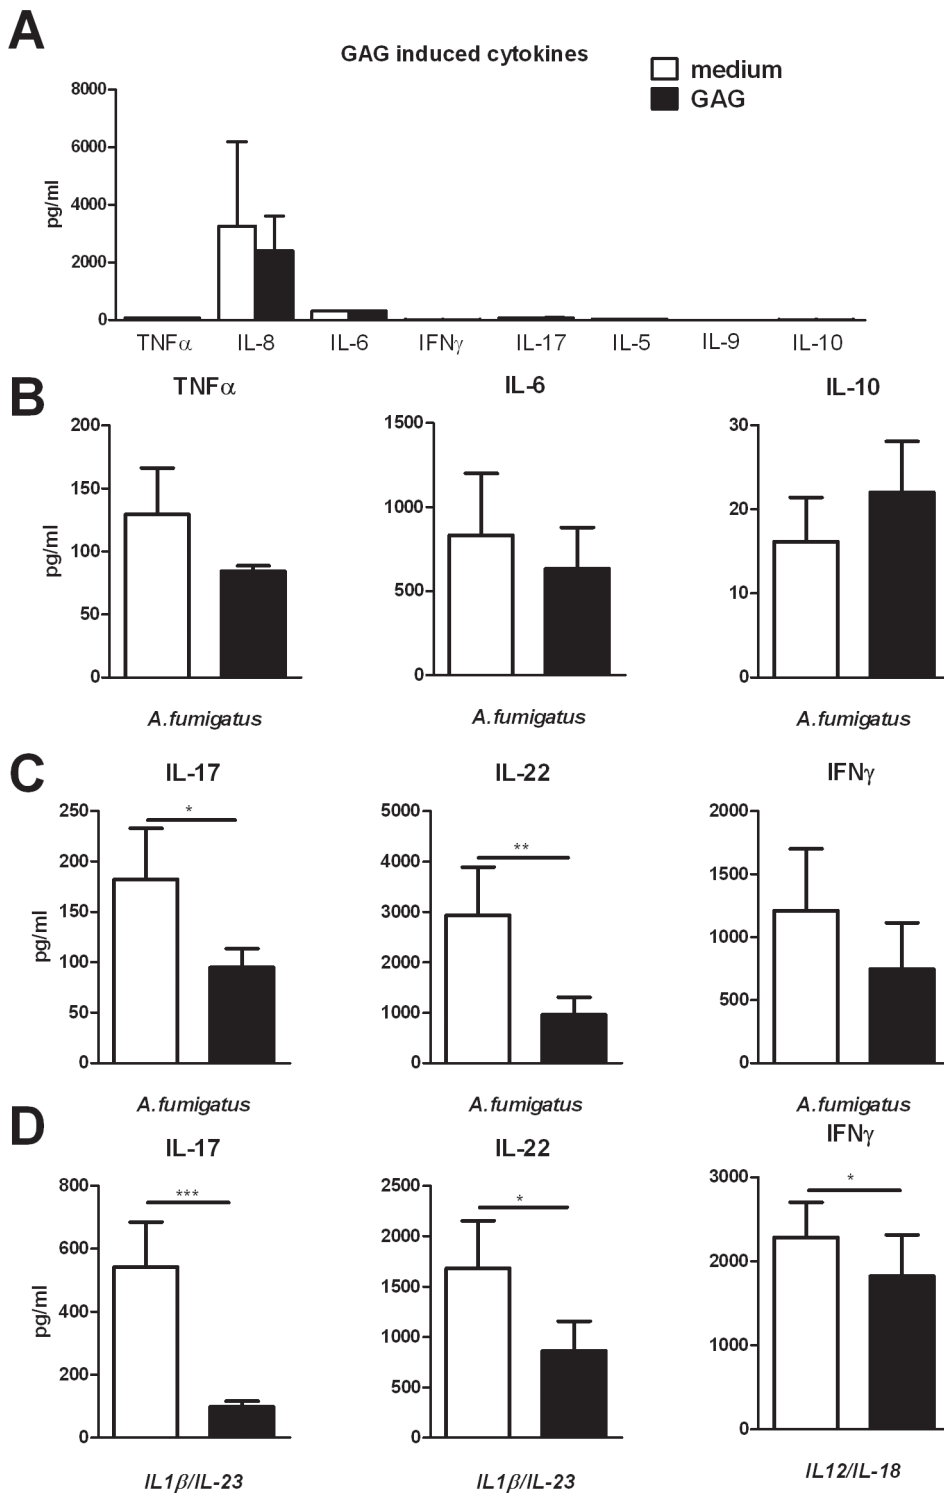 A
GAG induced cytokines
medium
GAG
8000
6000
4000
2000
0
pg/ml
TNFα IL-8 IL-6 IFNγ IL-17 IL-5 IL-9 IL-10
B
TNFα IL-6 IL-10
200
150
100
50
0
pg/ml
A.fumigatus
1500
1000
500
0
A.fumigatus
30
20
10
0
A.fumigatus
C
IL-17 IL-22 IFNγ
250
200
150
100
50
0
pg/ml
*
A.fumigatus
5000
4000
3000
2000
1000
0
**
A.fumigatus
2000
1500
1000
500
0
A.fumigatus
D
IL-17 IL-22 IFNγ
800
600
400
200
0
pg/ml
***
IL1β/IL-23
2500
2000
1500
1000
500
0
*
IL1β/IL-23
3000
2000
1000
0
*
IL12/IL-18